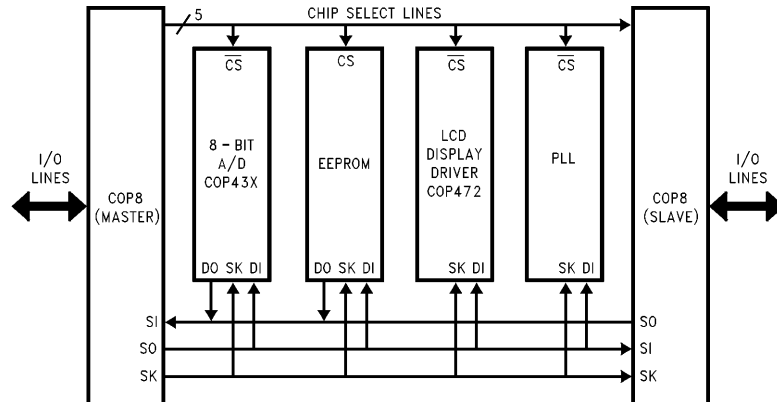 5 CHIP SELECT LINES
CS CS CS CS
I/O
LINES
COP8
(MASTER)
8-BIT
A/D
COP43X
EEPROM
LCD
DISPLAY
DRIVER
COP472
PLL
I/O
LINES
COP8
(SLAVE)
DO SK DI DO SK DI SK DI SK DI
SI SO
SO SI
SK SK